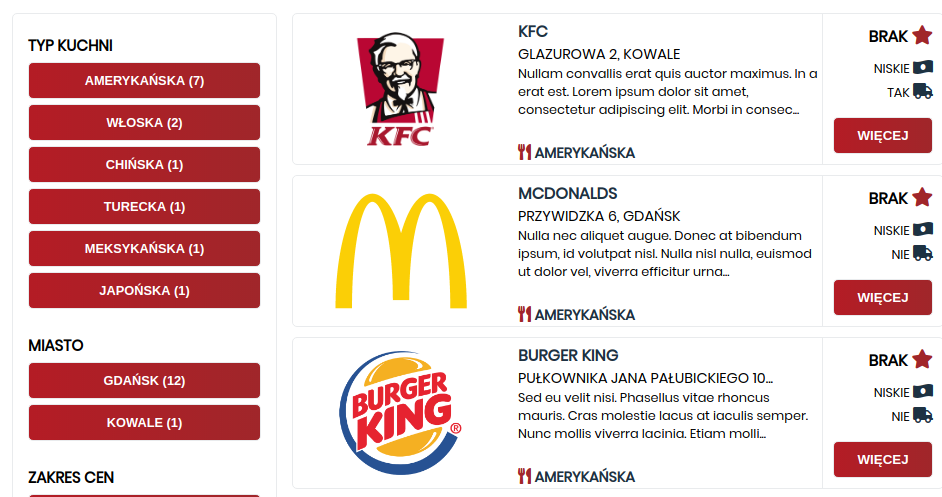 TYP KUCHNI
AMERYKAŃSKA (7)
WŁOSKA (2)
CHIŃSKA (1)
TURECKA (1)
MEKSYKAŃSKA (1)
JAPOŃSKA (1)
MIASTO
GDAŃSK (12)
KOWALE (1)
ZAKRES CEN
KFC
KFC
GLAZUROWA 2, KOWALE
Nullam convallis erat quis auctor maximus. In a
erat est. Lorem ipsum dolor sit amet,
consectetur adipiscing elit. Morbi in consec...
AMERYKAŃSKA
BRAK
NISKIE
TAK
WIĘCEJ
MCDONALDS
PRZYWIDZKA 6, GDAŃSK
Nulla nec aliquet augue. Donec at bibendum
ipsum, id volutpat nisl. Nulla nisl nulla, euismod
ut dolor vel, viverra efficitur urna...
AMERYKAŃSKA
BRAK
NISKIE
NIE
WIĘCEJ
BURGER
KING®
BURGER KING
PUŁKOWNIKA JANA PAŁUBICKIEGO 10...
Sed eu velit nisi. Phasellus vitae rhoncus
mauris. Cras molestie lacus at iaculis semper.
Nunc mollis viverra lacinia. Etiam molli...
AMERYKAŃSKA
BRAK
NISKIE
NIE
WIĘCEJ